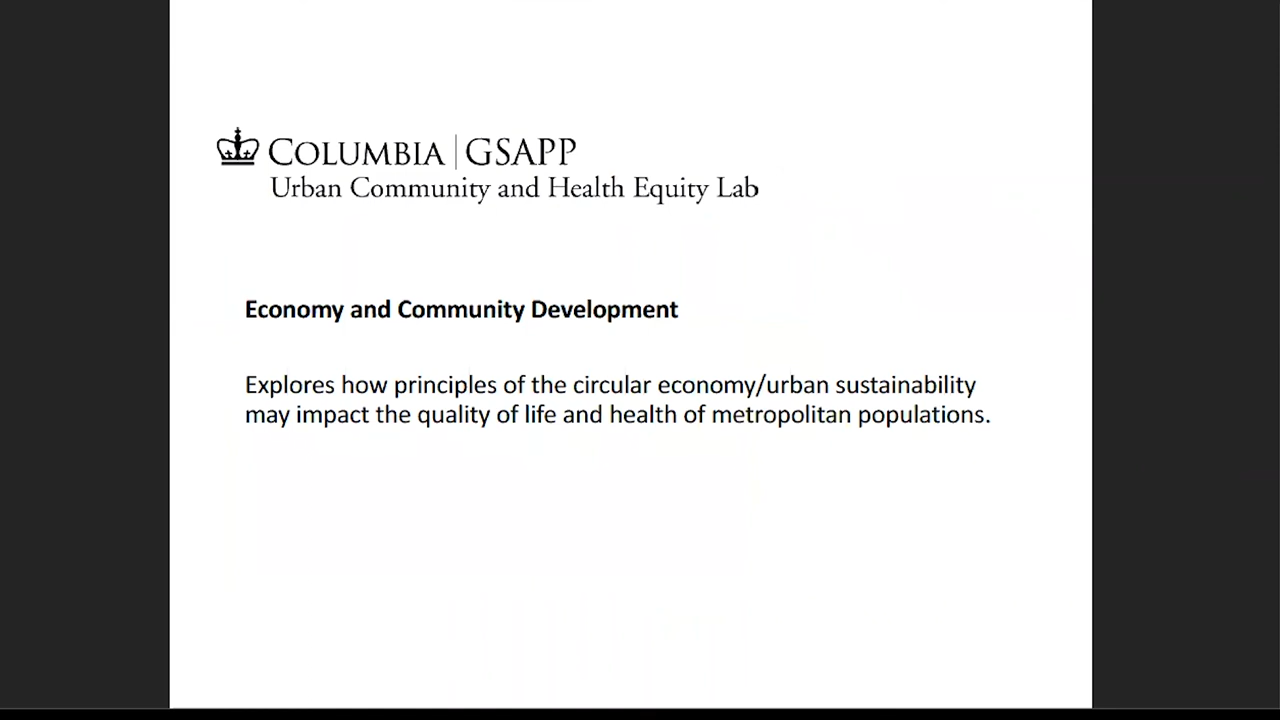 COLUMBIA | GSAPP
Urban Community and Health Equity Lab
Economy and Community Development
Explores how principles of the circular economy/urban sustainability
may impact the quality of life and health of metropolitan populations.